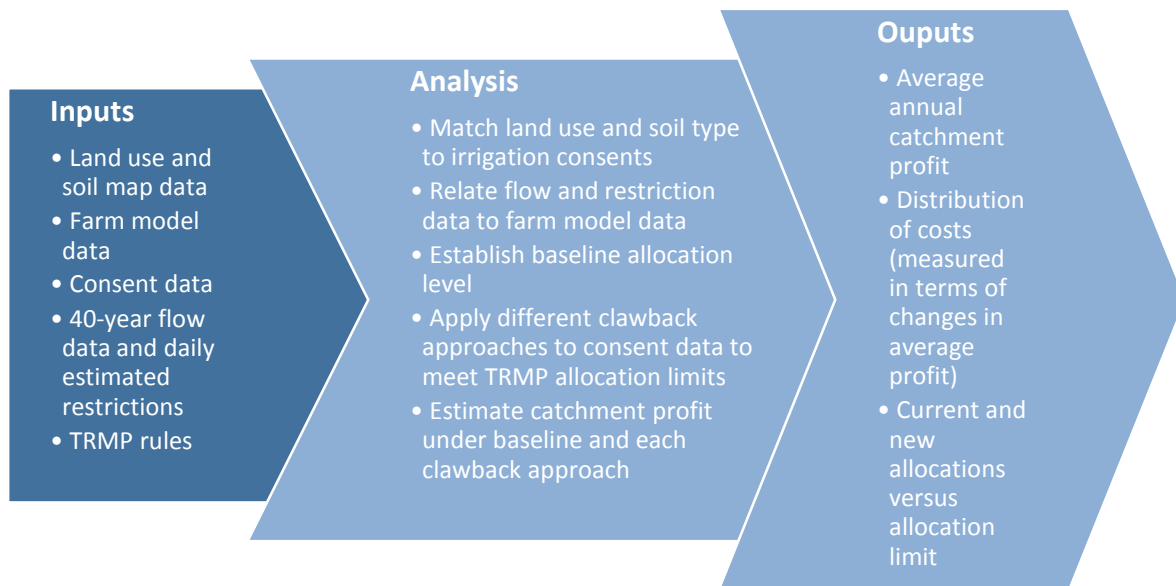 Inputs
• Land use and
soil map data
• Farm model
data
• Consent data
• 40-year flow
data and daily
estimated
restrictions
• TRMP rules
Analysis
• Match land use and soil type
to irrigation consents
• Relate flow and restriction
data to farm model data
• Establish baseline allocation
level
• Apply different clawback
approaches to consent data to
meet TRMP allocation limits
• Estimate catchment profit
under baseline and each
clawback approach
Ouputs
• Average
annual
catchment
profit
• Distribution
of costs
(measured
in terms of
changes in
average
profit)
• Current and
new
allocations
versus
allocation
limit